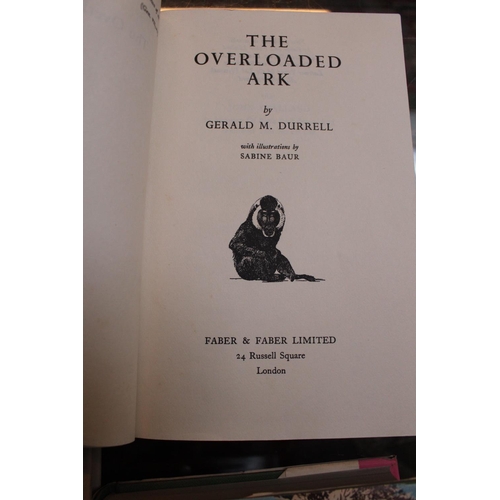 THE
OVERLOADED
ARK
by
GERALD M. DURRELL
with illustrations by
SABINE BAUR
FABER & FABER LIMITED
24 Russell Square
London